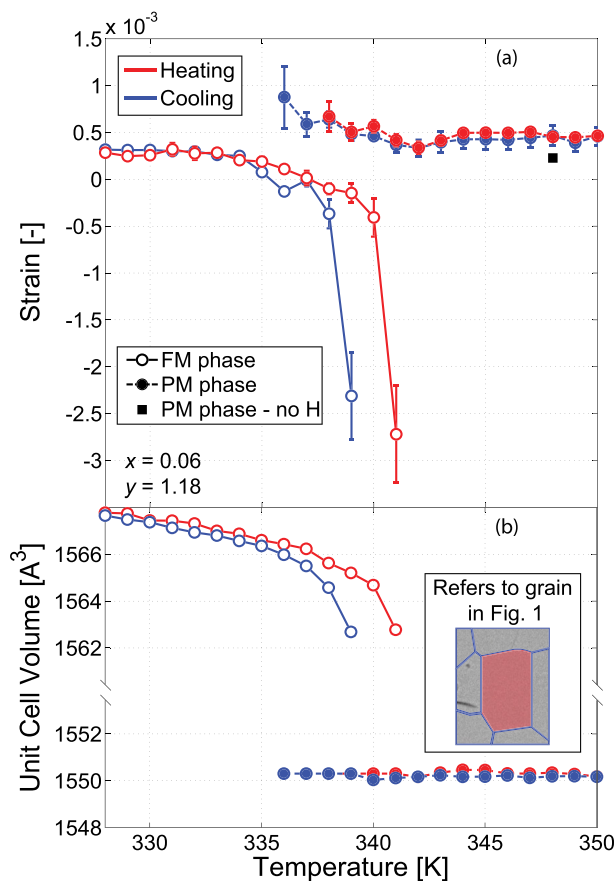 x 10⁻³
1.5
(a)
Heating
Cooling
1
0.5
0
-0.5
-1
-1.5
-2
-2.5
-3
Strain [-]
FM phase
PM phase
PM phase - no H
x = 0.06
y = 1.18
(b)
1566
1564
1562
1552
1550
1548
Unit Cell Volume [A³]
Refers to grain
in Fig. 1
330
335
340
345
350
Temperature [K]